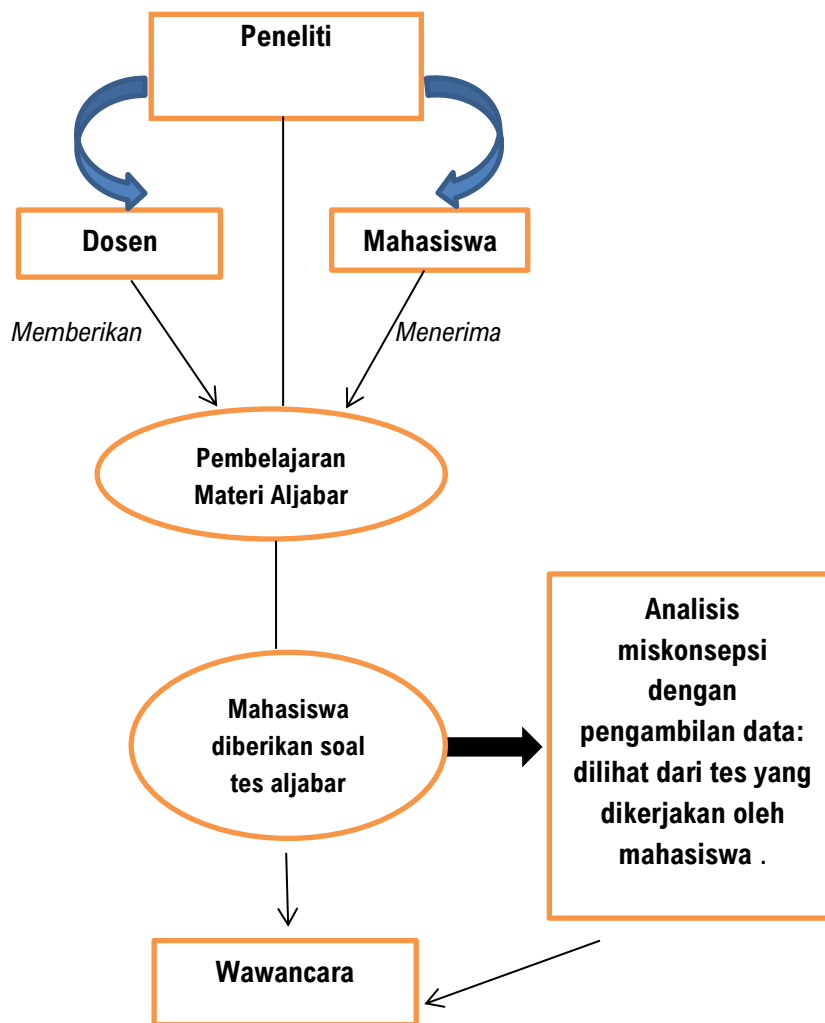 Peneliti
Dosen
Mahasiswa
Memberikan
Menerima
Pembelajaran
Materi Aljabar
Mahasiswa
diberikan soal
tes aljabar
Analisis
miskonsepsi
dengan
pengambilan data:
dilihat dari tes yang
dikerjakan oleh
mahasiswa .
Wawancara